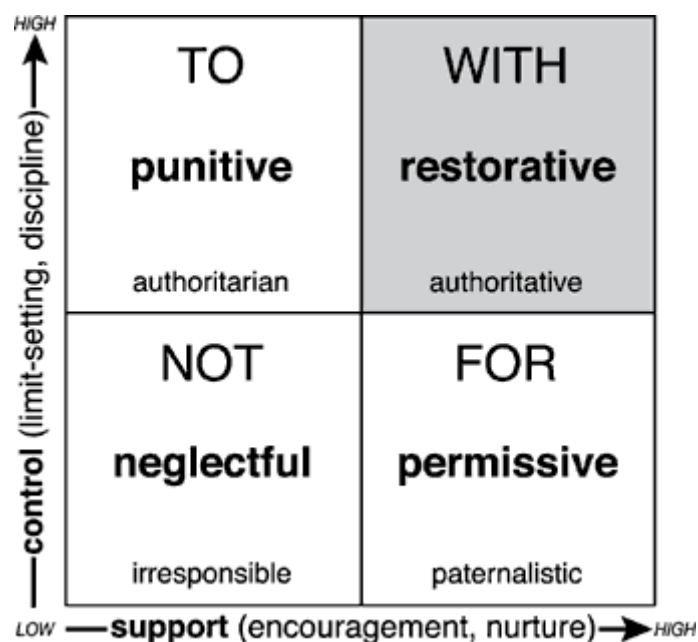 HIGH
control (limit-setting, discipline)
TO
punitive
authoritarian
WITH
restorative
authoritative
NOT
neglectful
irresponsible
FOR
permissive
paternalistic
LOW
support (encouragement, nurture)
HIGH